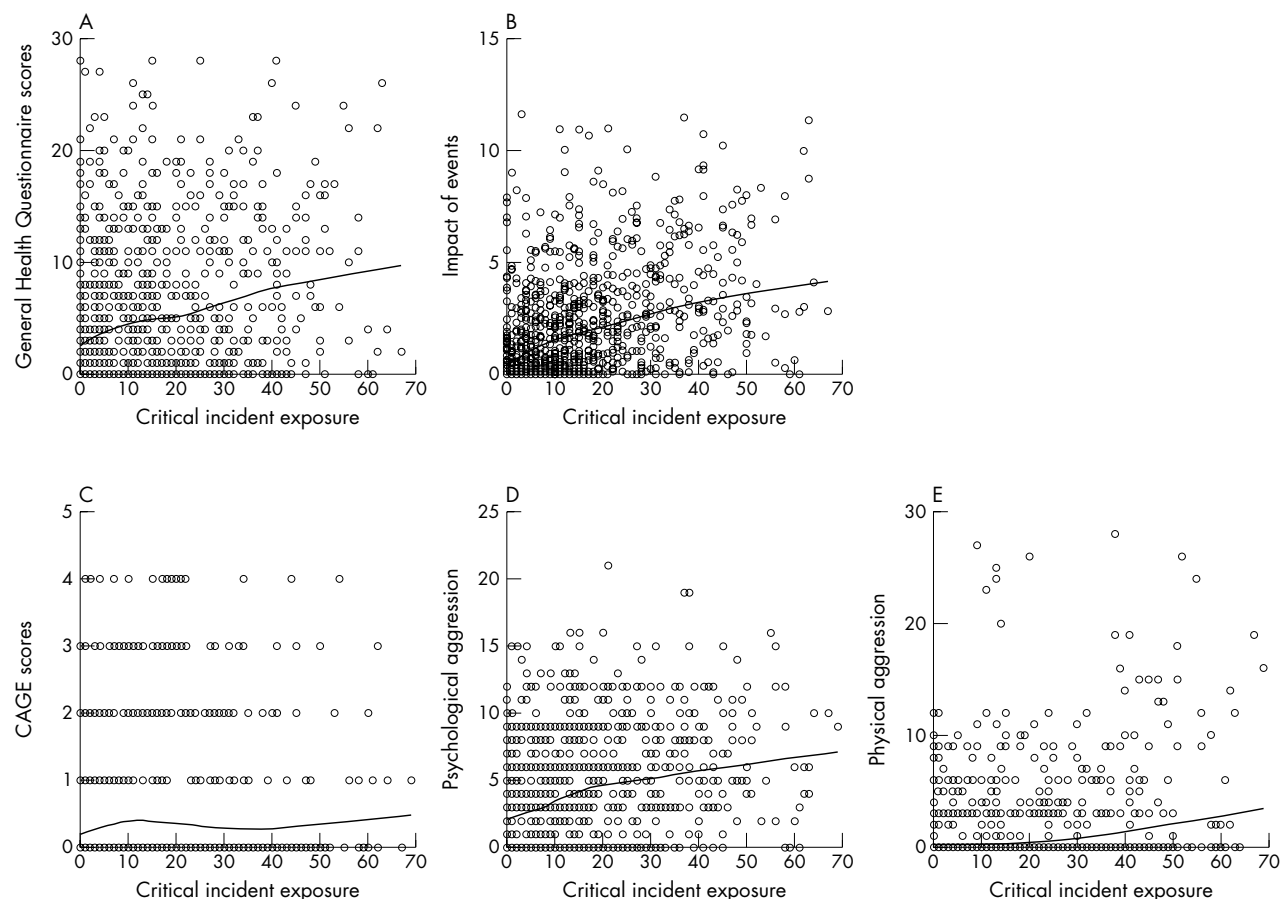 A
30
20
10
0
General Health Questionnaire scores
0 10 20 30 40 50 60 70
Critical incident exposure
B
15
10
5
0
Impact of events
0 10 20 30 40 50 60 70
Critical incident exposure
C
5
4
3
2
1
0
CAGE scores
0 10 20 30 40 50 60 70
Critical incident exposure
D
25
20
15
10
5
0
Psychological aggression
0 10 20 30 40 50 60 70
Critical incident exposure
E
30
20
10
0
Physical aggression
0 10 20 30 40 50 60 70
Critical incident exposure